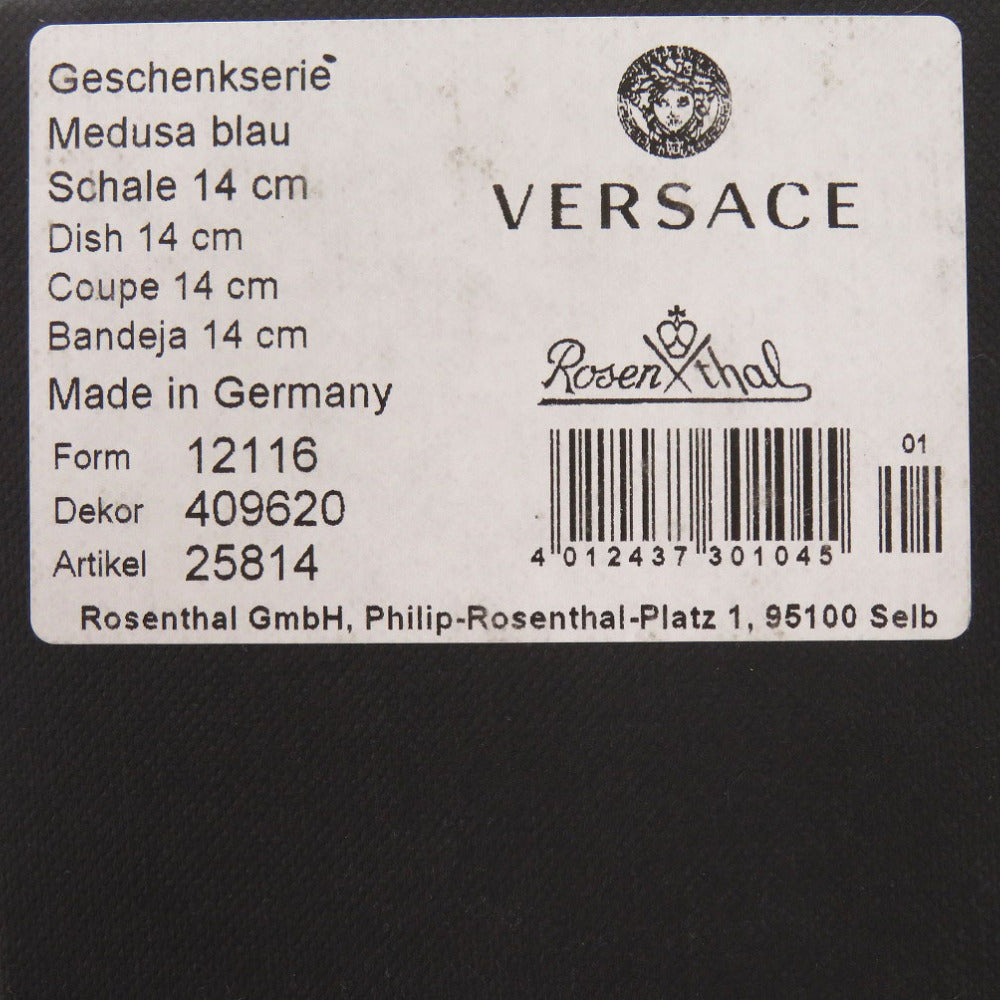 Geschenkserie
Medusa blau
Schale 14 cm
Dish 14 cm
Coupe 14 cm
Bandeja 14 cm
Made in Germany
Form 12116
Dekor 409620
Artikel 25814
VERSACE
Rosenthal
01
4 012437 301045
Rosenthal GmbH, Philip-Rosenthal-Platz 1, 95100 Selb